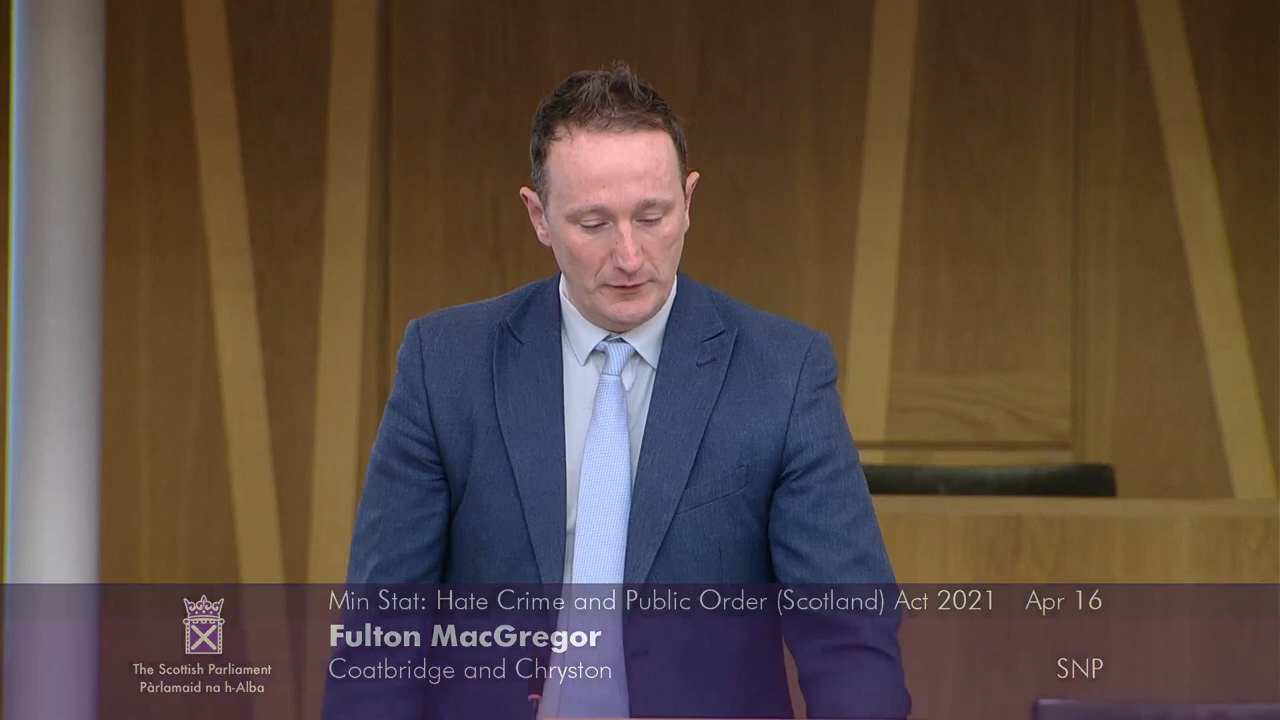 Min Stat: Hate Crime and Public Order (Scotland) Act 2021 Apr 16
Fulton MacGregor
Coatbridge and Chryston SNP
The Scottish Parliament
Pàrlamaid na h-Alba